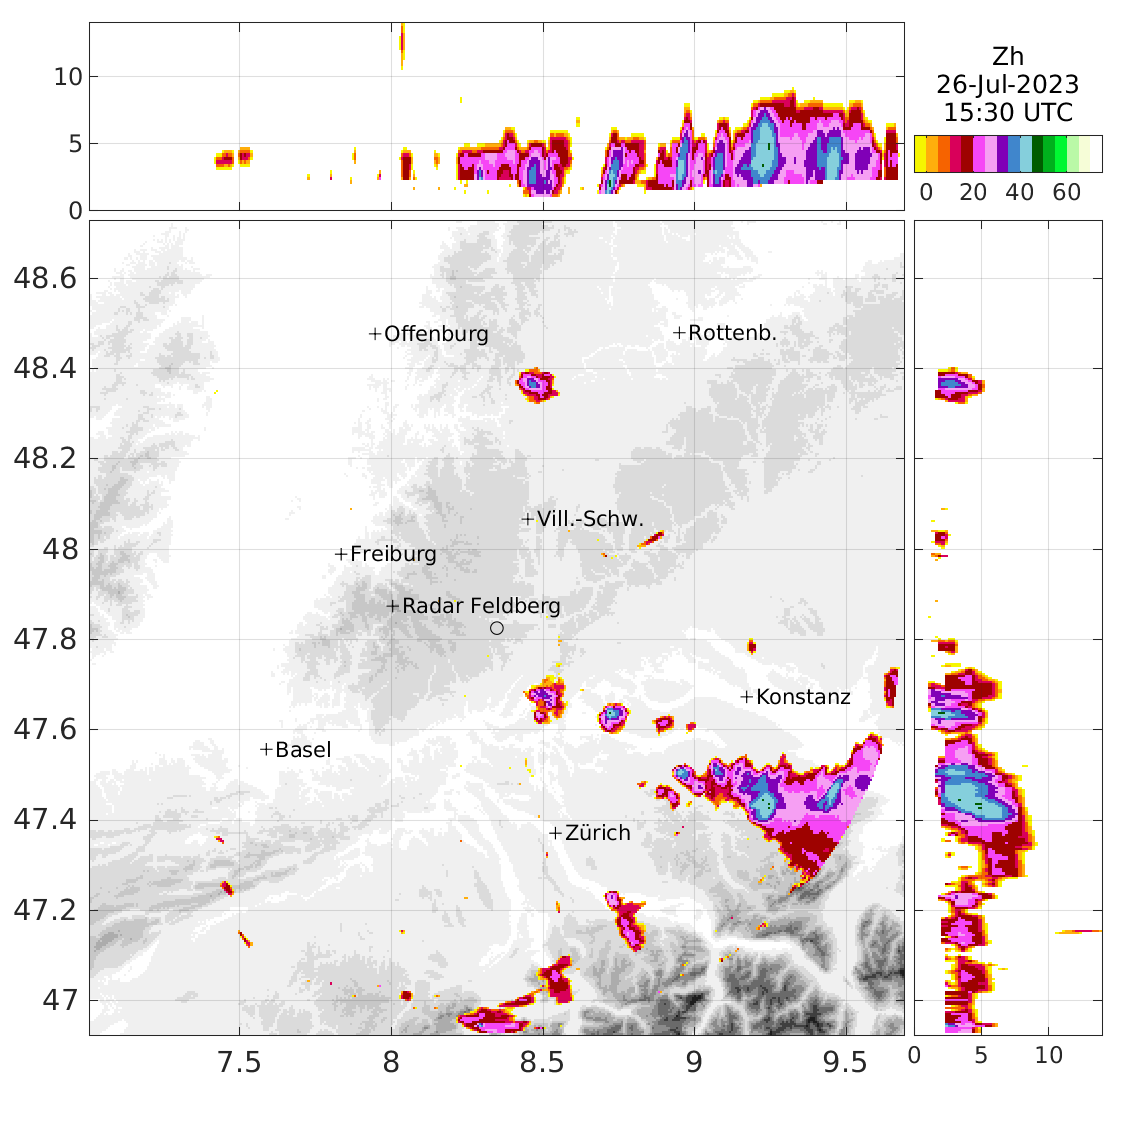 10
5
0
Zh
26-Jul-2023
15:30 UTC
0 20 40 60
48.6
48.4
48.2
48
47.8
47.6
47.4
47.2
47
+Offenburg
+Rottenb.
+Vill.-Schw.
+Freiburg
+Radar Feldberg
+Konstanz
+Basel
+Zürich
7.5 8 8.5 9 9.5
0 5 10